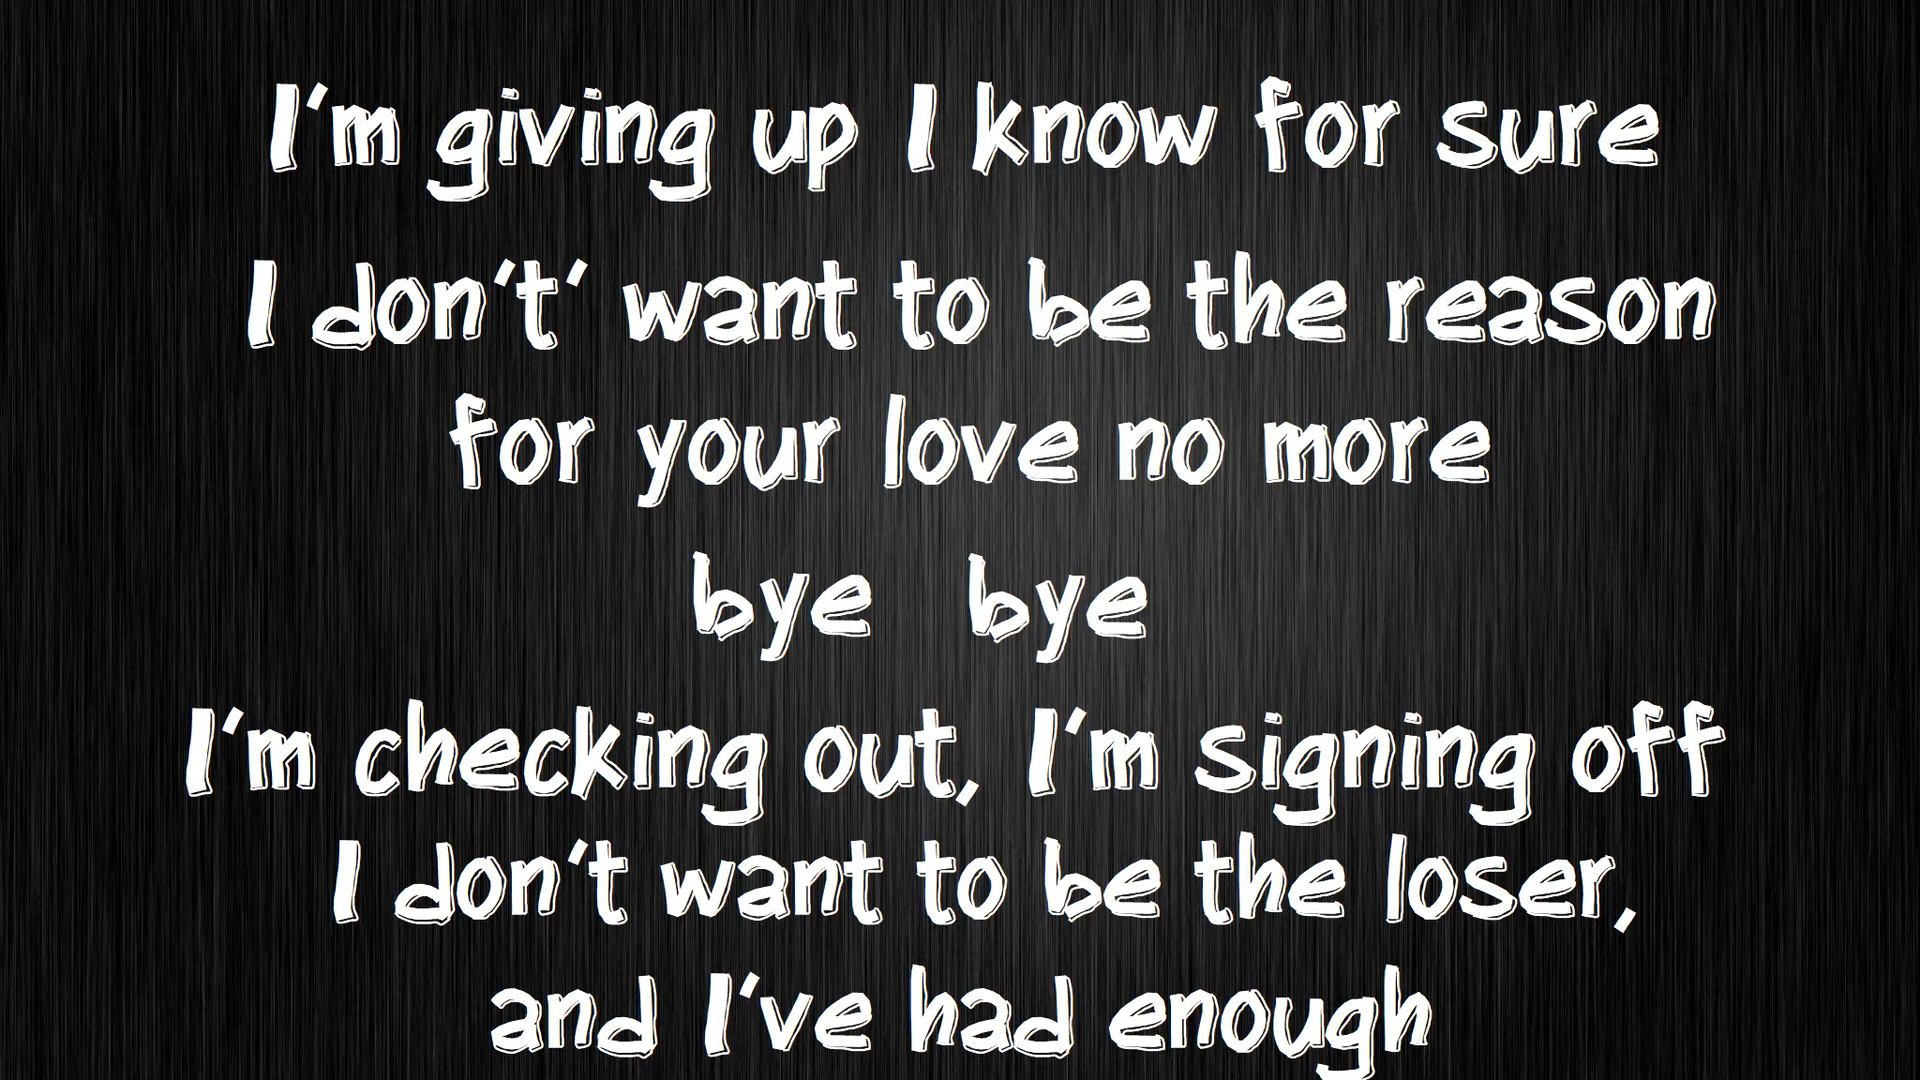 I'm giving up I know for sure
I don't' want to be the reason
for your love no more
bye bye
I'm checking out, I'm signing off
I don't want to be the loser,
and I've had enough